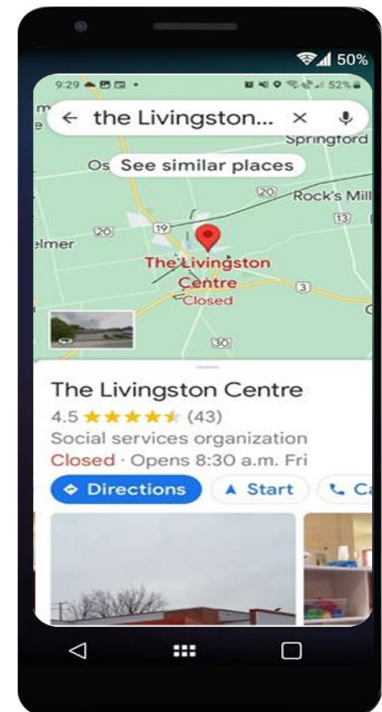 50%
9:29 52%
the Livingston...
Springford
Os See similar places
20 Rock's Mill
13
19
20
elmer
The Livingston
Centre
3
Closed
30
The Livingston Centre
4.5 (43)
Social services organization
Closed · Opens 8:30 a.m. Fri
Directions Start Ca